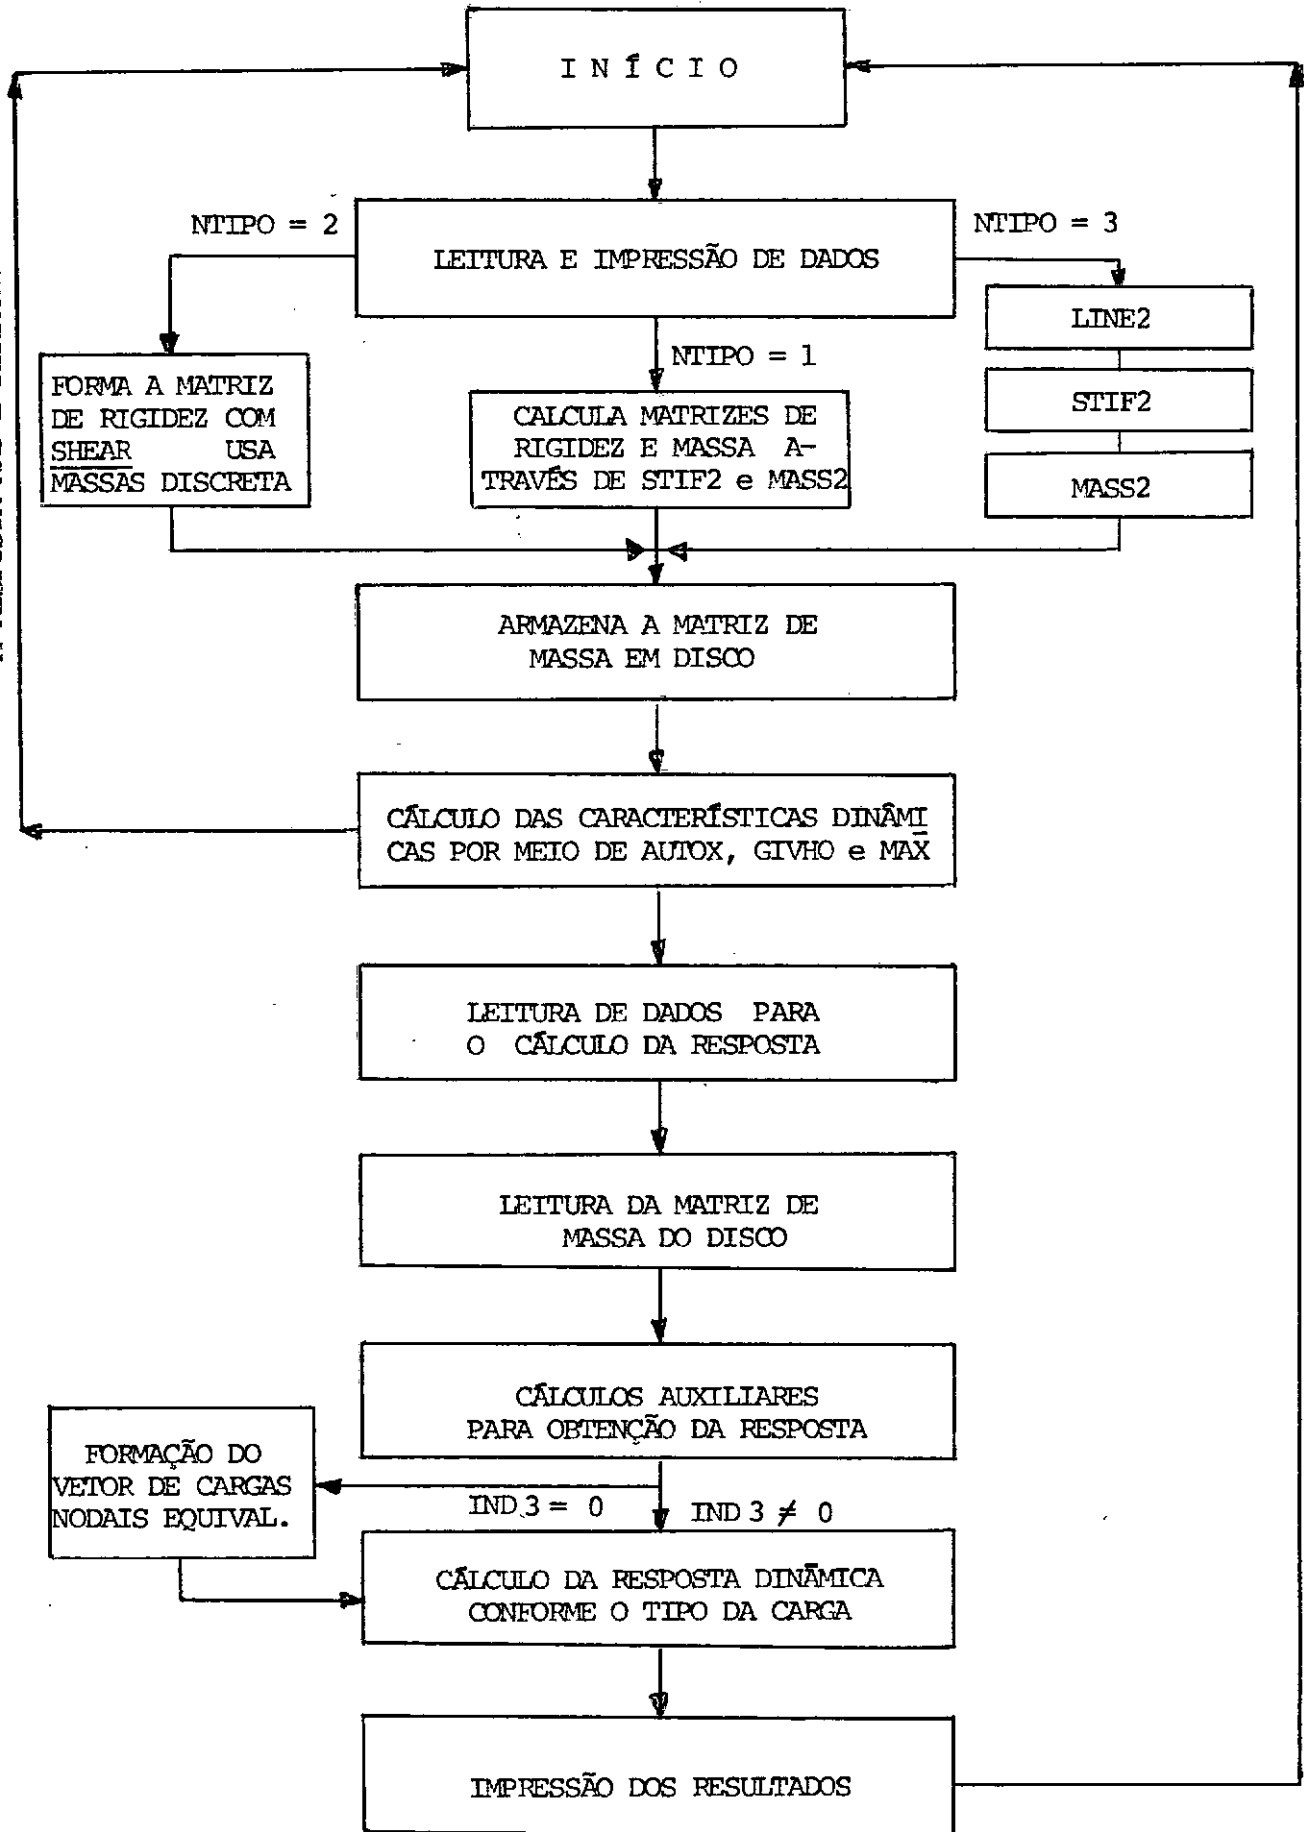 I N Í C I O
NTIPO = 2
NTIPO = 3
LEITURA E IMPRESSÃO DE DADOS
LINE2
NTIPO = 1
FORMA A MATRIZ
DE RIGIDEZ COM
SHEAR USA
MASSAS DISCRETA
CALCULA MATRIZES DE
RIGIDEZ E MASSA A-
TRAVÉS DE STIF2 e MASS2
STIF2
MASS2
ARMAZENA A MATRIZ DE
MASSA EM DISCO
CÁLCULO DAS CARACTERÍSTICAS DINÂMI
CAS POR MEIO DE AUTOX, GIVHO e MAX
LEITURA DE DADOS PARA
O CÁLCULO DA RESPOSTA
LEITURA DA MATRIZ DE
MASSA DO DISCO
CÁLCULOS AUXILIARES
PARA OBTENÇÃO DA RESPOSTA
FORMAÇÃO DO
VETOR DE CARGAS
NODAIS EQUIVAL.
IND 3 = 0
IND 3 ≠ 0
CÁLCULO DA RESPOSTA DINÂMICA
CONFORME O TIPO DA CARGA
IMPRESSÃO DOS RESULTADOS